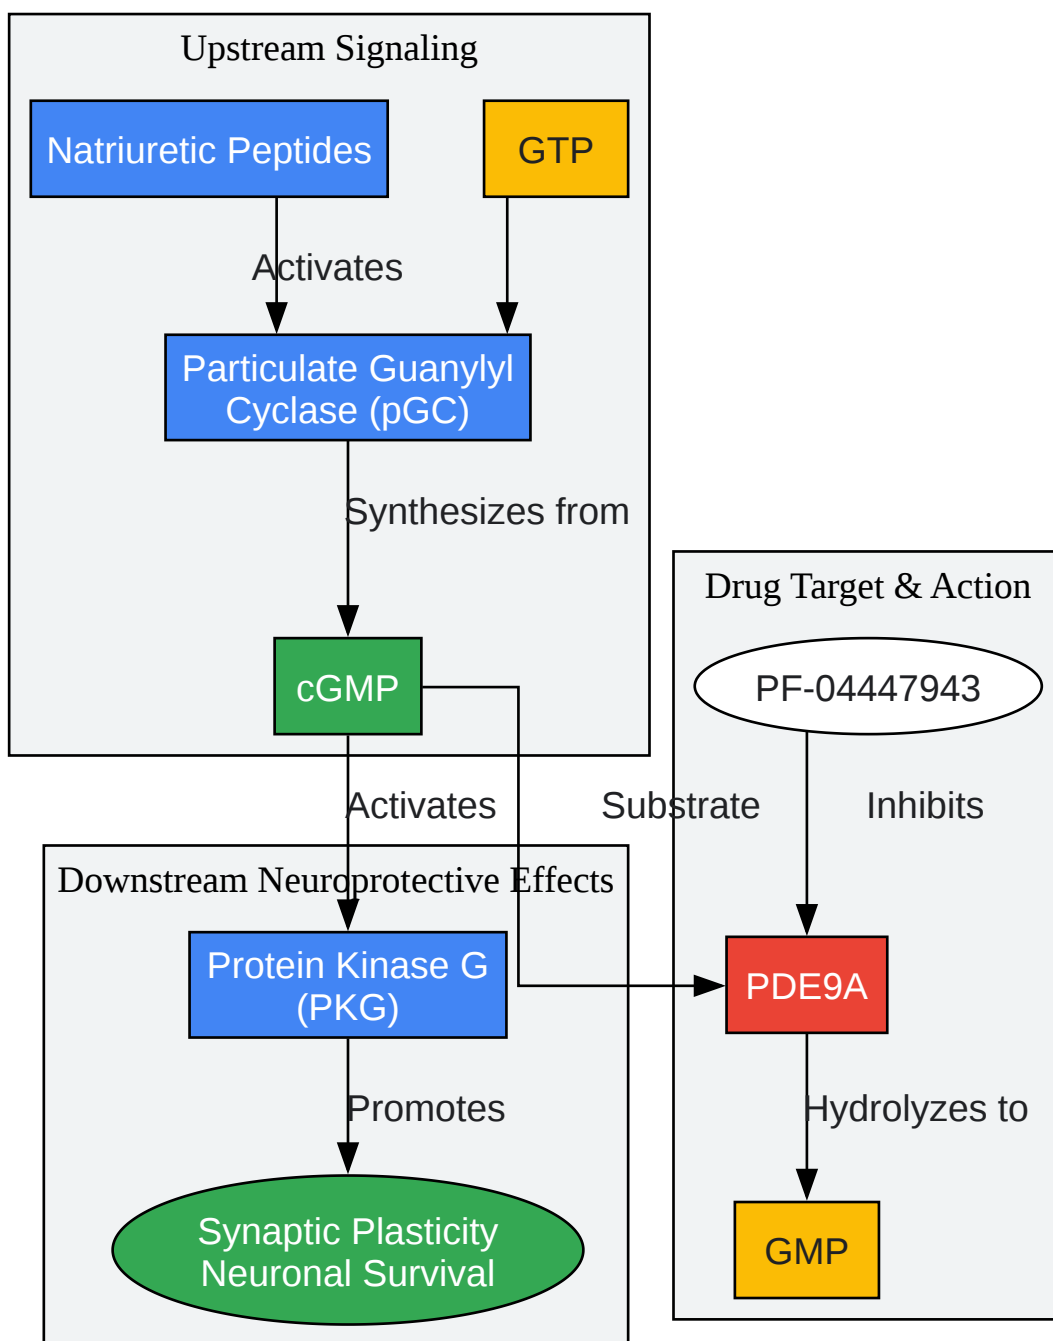 Upstream Signaling
Natriuretic Peptides
GTP
Activates
Particulate Guanylyl
Cyclase (pGC)
Synthesizes from
cGMP
Drug Target & Action
PF-04447943
Activates
Substrate
Inhibits
Downstream Neuroprotective Effects
Protein Kinase G
(PKG)
PDE9A
Promotes
Hydrolyzes to
Synaptic Plasticity
Neuronal Survival
GMP